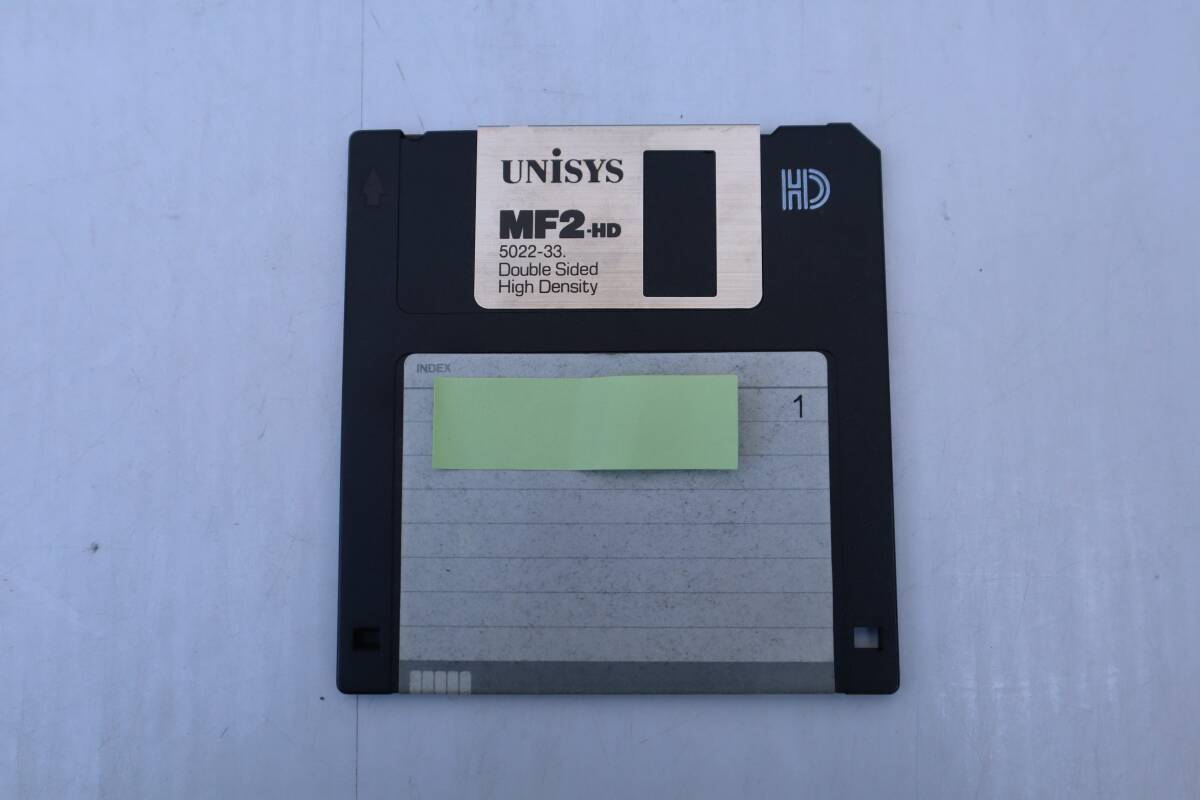 UNiSYS
HD
MF2-HD
5022-33.
Double Sided
High Density
INDEX
1